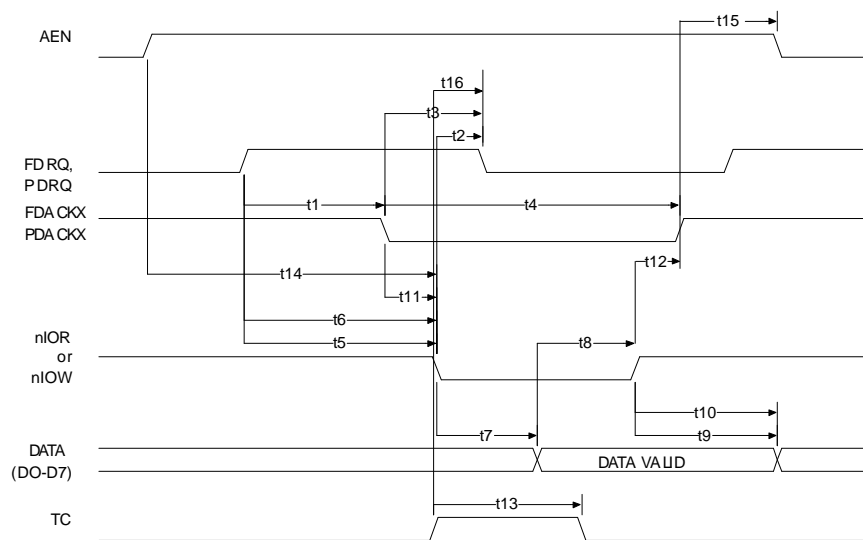 t15
AEN
t16
t3
t2
FDRQ,
PDRQ
t1
t4
FDACKX
PDACKX
t12
t14
t11
t6
t5
t8
nIOR
or
nIOW
t10
t7
t9
DATA
(DO-D7)
DATA VALID
t13
TC